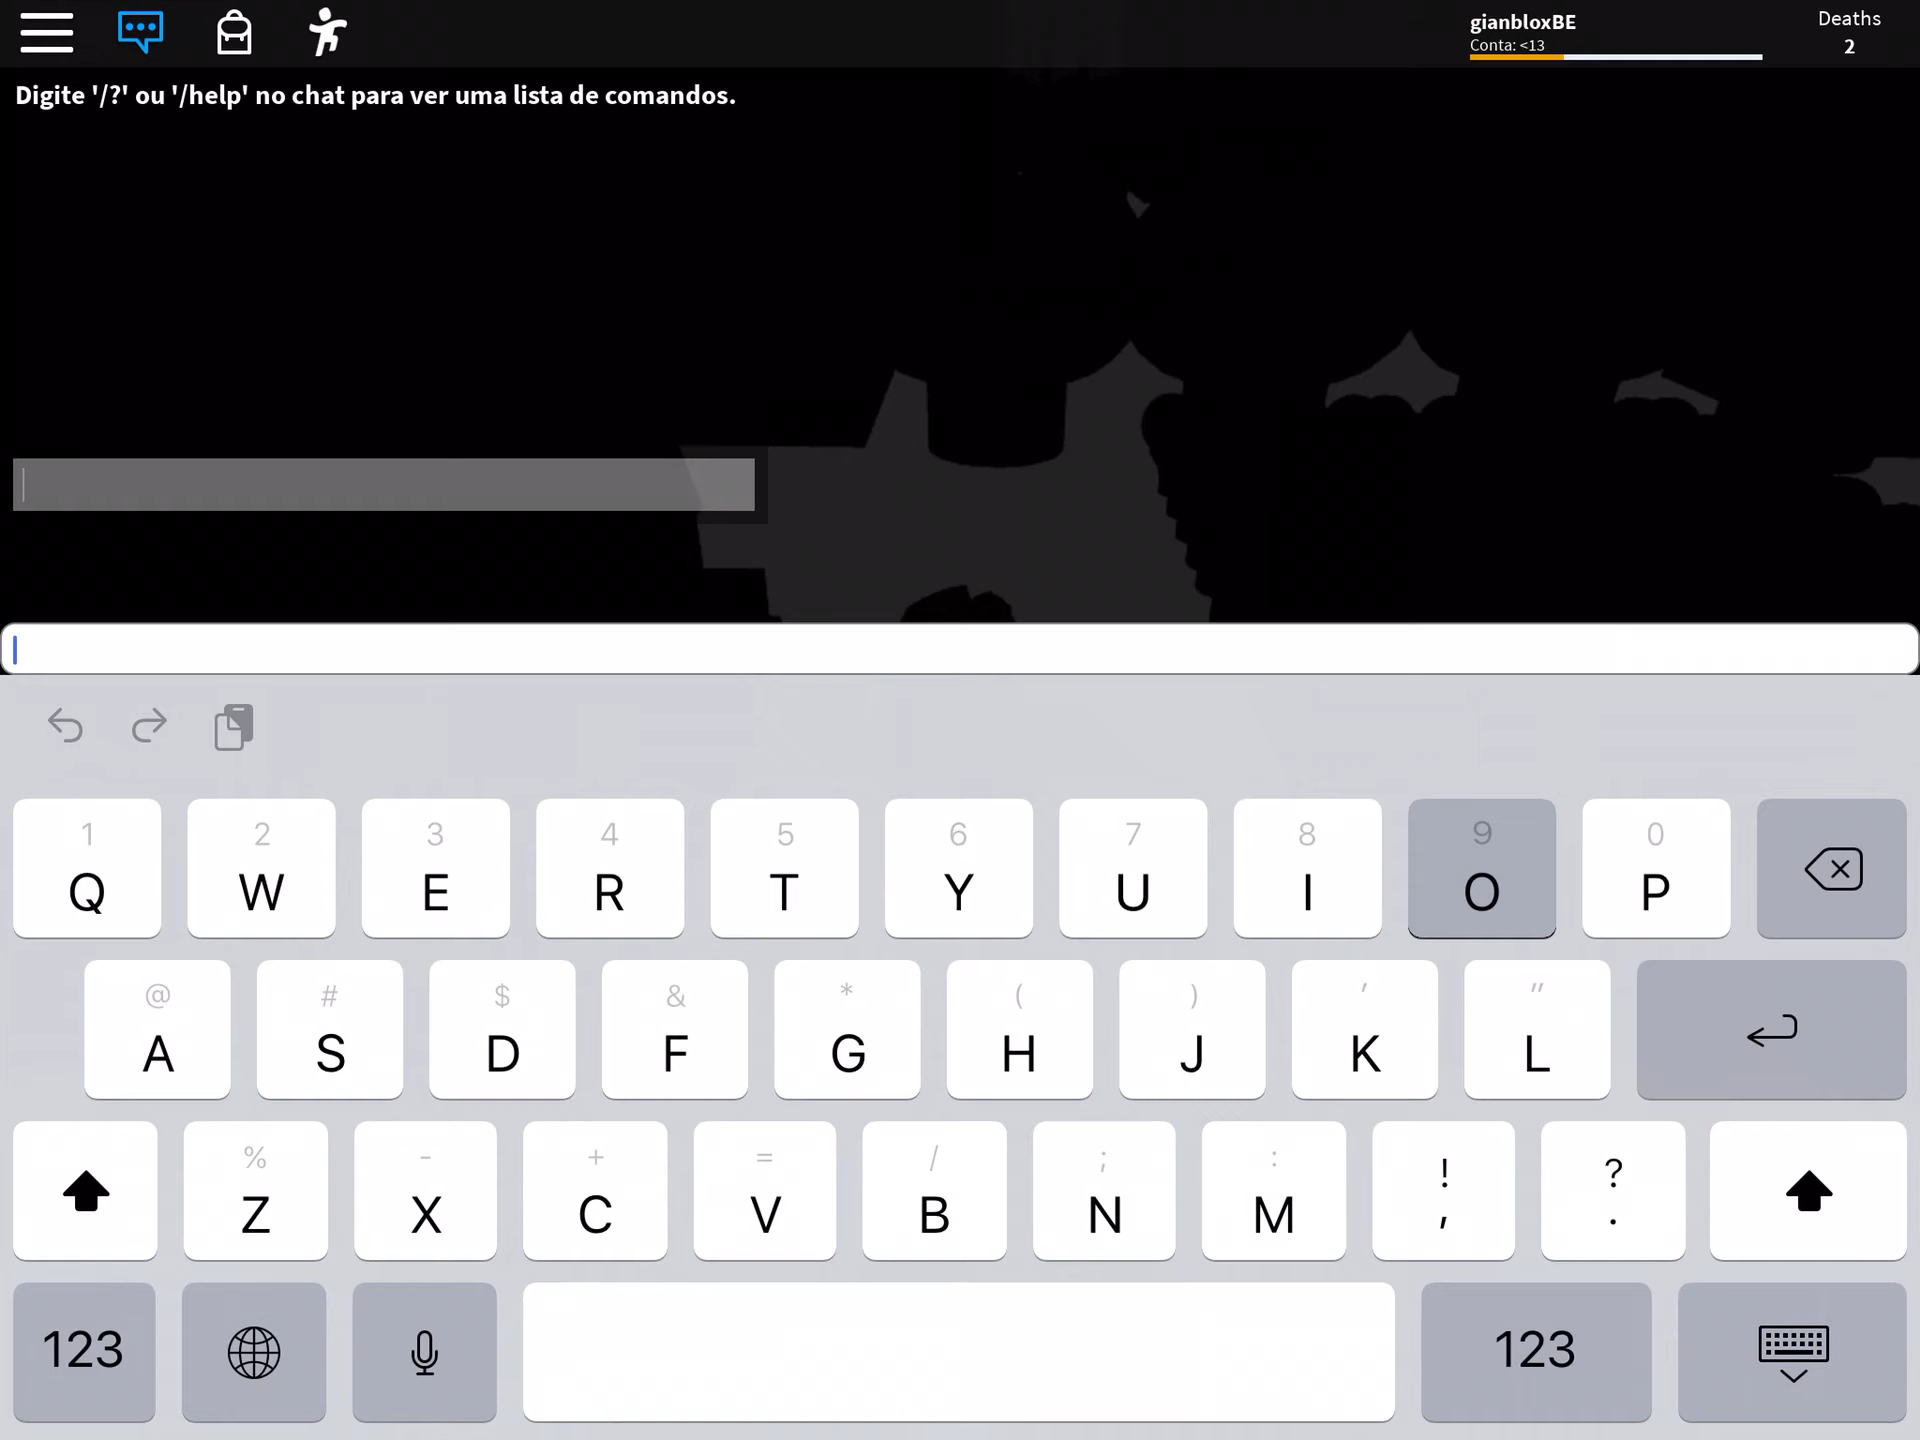 gianbloxBE
Conta: <13
Deaths
2
Digite '/?' ou '/help' no chat para ver uma lista de comandos.
1 2 3 4 5 6 7 8 9 0
Q W E R T Y U I O P
@ # $ & * ( ) ' "
A S D F G H J K L
% - + = / ; : ! ?
Z X C V B N M , .
123 123